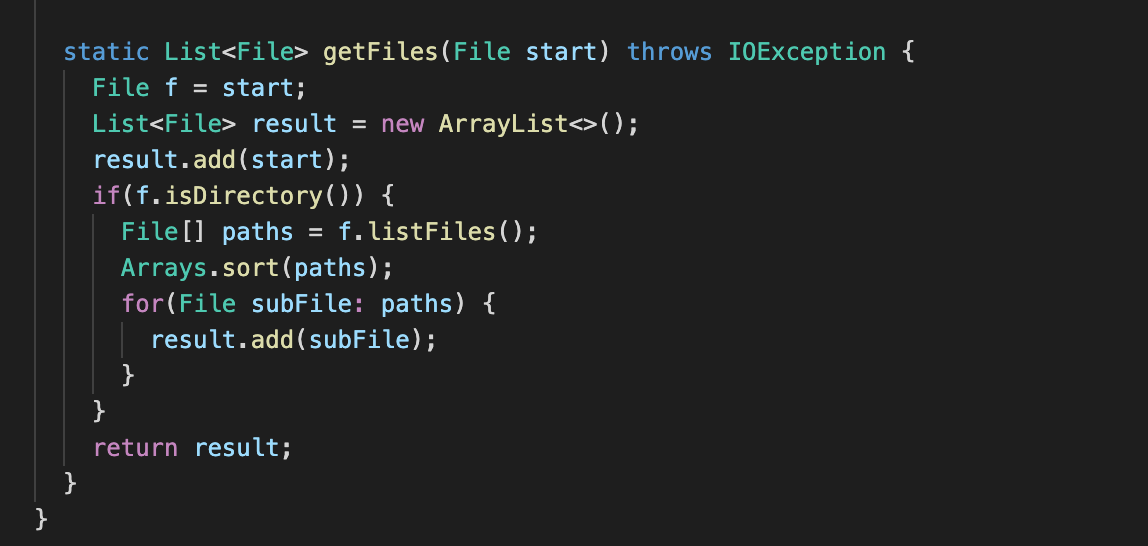 static List<File> getFiles(File start) throws IOException {
File f = start;
List<File> result = new ArrayList<>();
result.add(start);
if(f.isDirectory()) {
File[] paths = f.listFiles();
Arrays.sort(paths);
for(File subFile: paths) {
result.add(subFile);
}
}
return result;
}
}